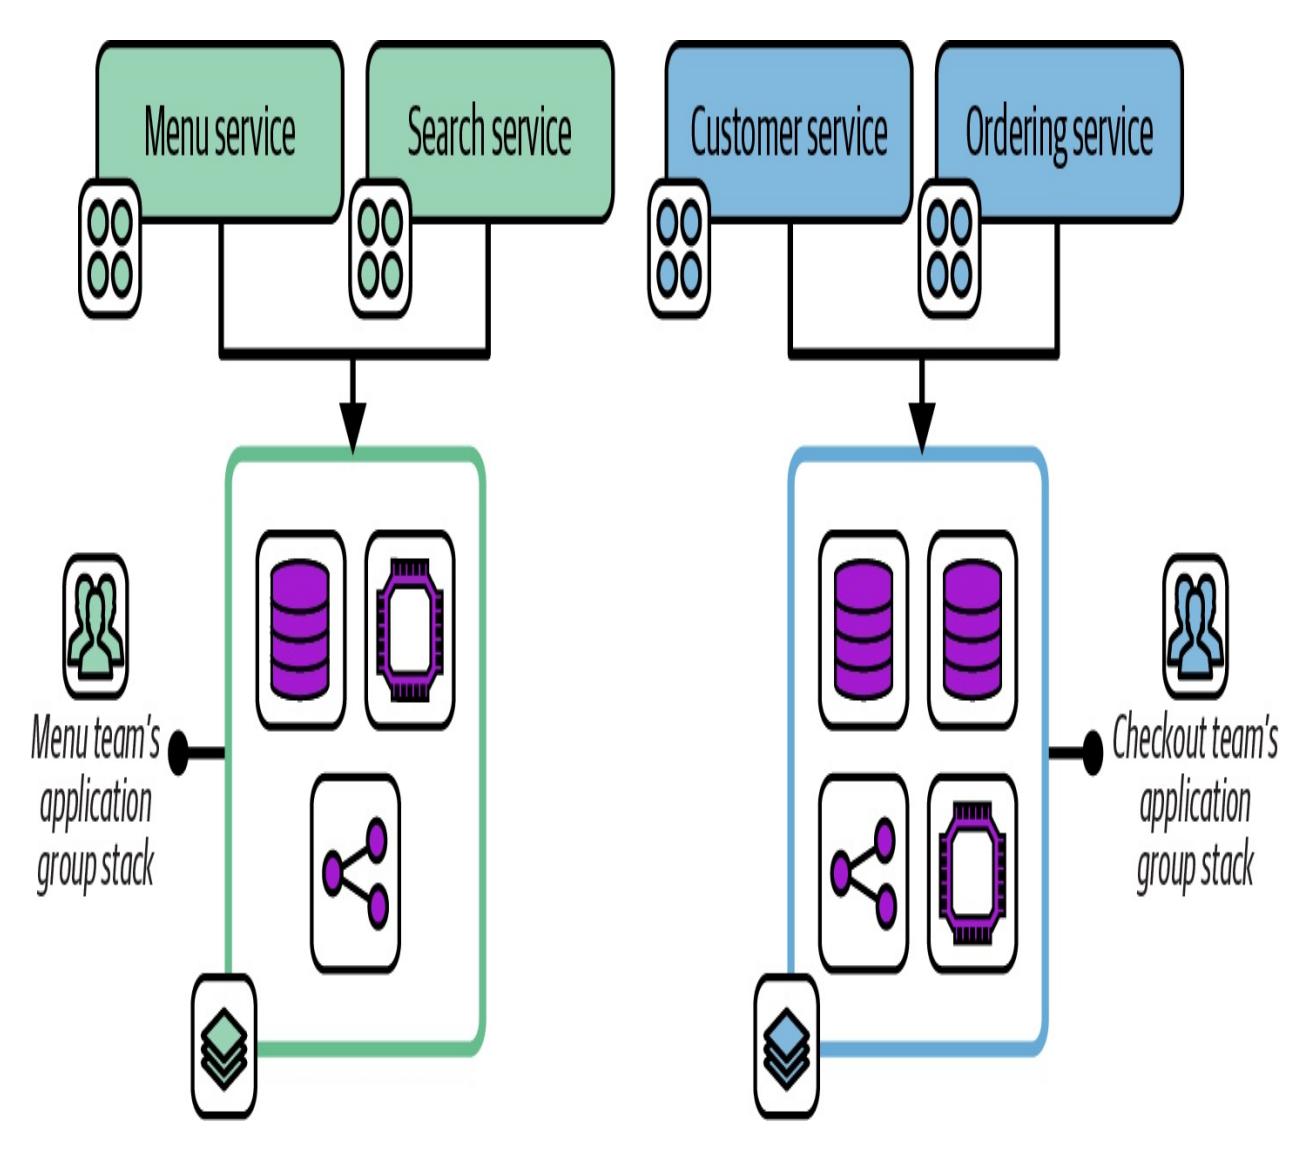 Menu service
Search service
Customer service
Ordering service
Menu team's
application
group stack
Checkout team's
application
group stack